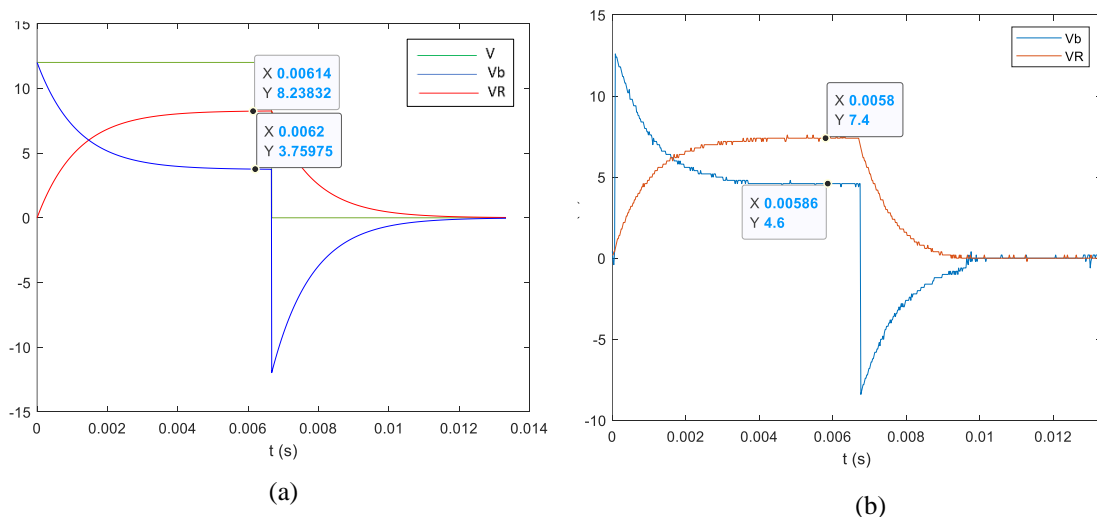 15
10
5
0
-5
-10
-15
0
0.002
0.004
0.006
0.008
0.01
0.012
0.014
t (s)
V
Vb
VR
X 0.00614
Y 8.23832
X 0.0062
Y 3.75975
(a)
15
10
5
0
-5
-10
0
0.002
0.004
0.006
0.008
0.01
0.012
t (s)
Vb
VR
X 0.0058
Y 7.4
X 0.00586
Y 4.6
(b)